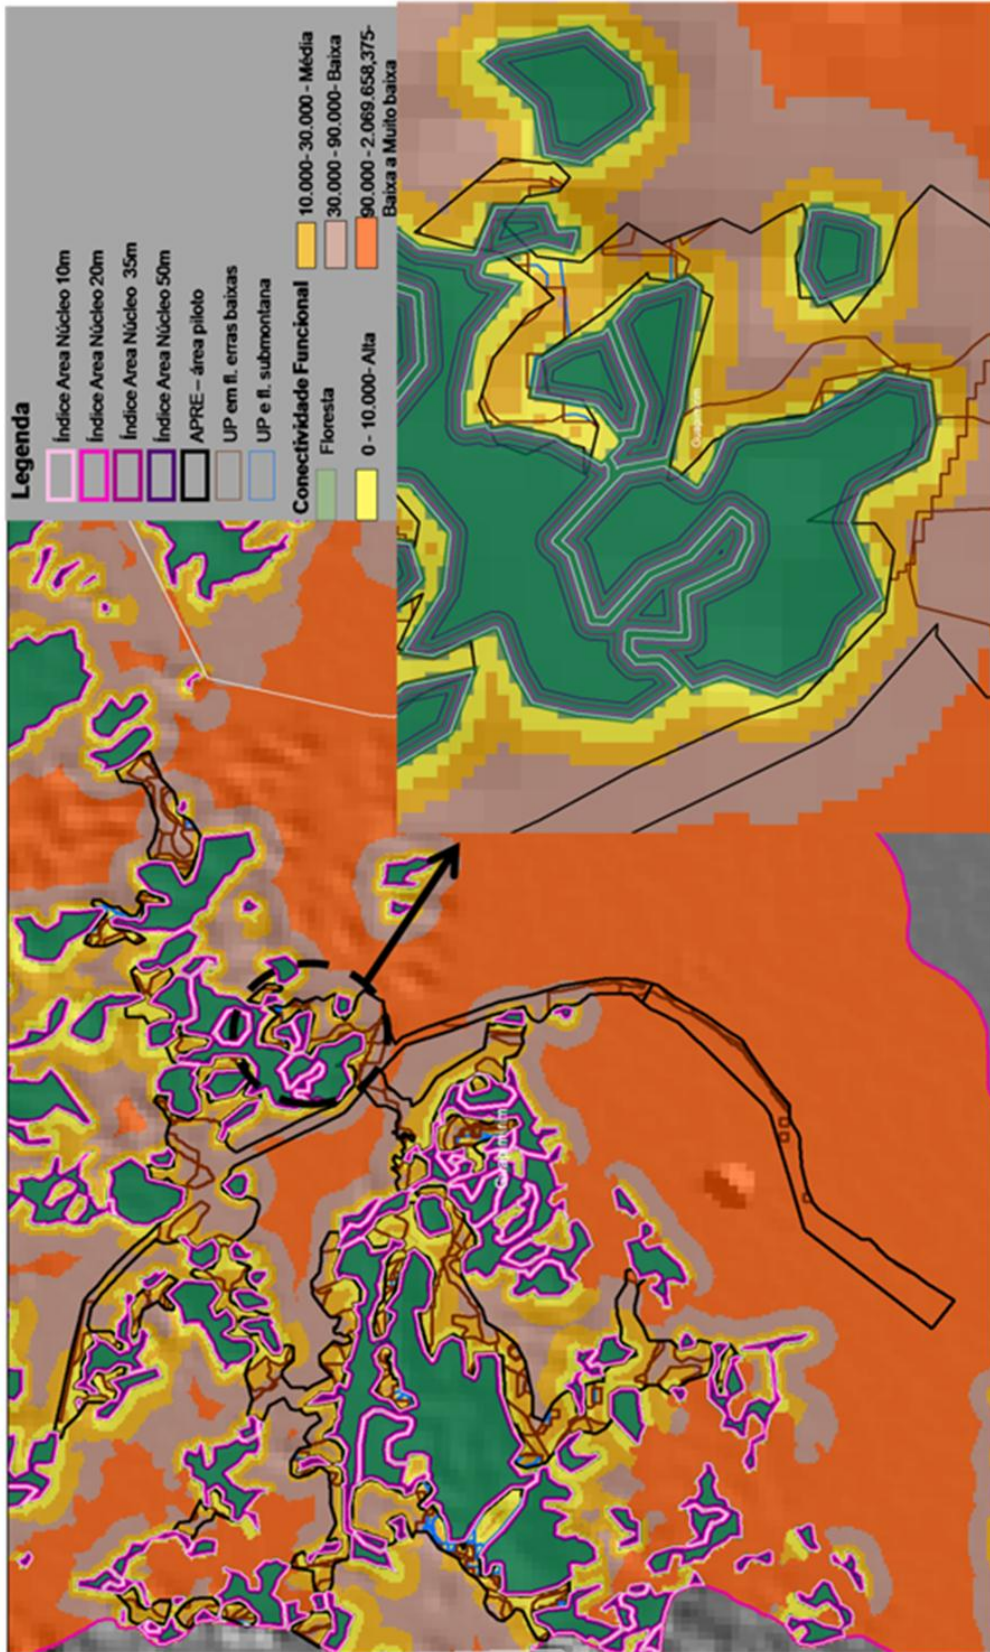 Legenda
Índice Area Núcleo 10m
Índice Area Núcleo 20m
Índice Area Núcleo 35m
Índice Area Núcleo 50m
APRE – área piloto
UP em fl. erras baixas
UP e fl. submontana
Conectividade Funcional
Floresta
0 - 10.000- Alta
10.000- 30.000 - Média
30.000 - 90.000- Baixa
90.000 - 2.069.658,375-
Baixa a Muito baixa